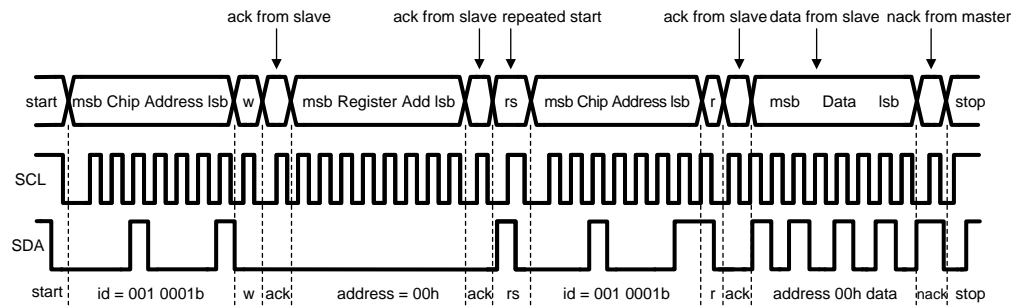 ack from slave ack from slave repeated start ack from slave data from slave nack from master
start msb Chip Address lsb w msb Register Add lsb rs msb Chip Address lsb r msb Data lsb stop
SCL
SDA
start id = 001 0001b w ack address = 00h ack rs id = 001 0001b r ack address 00h data nack stop